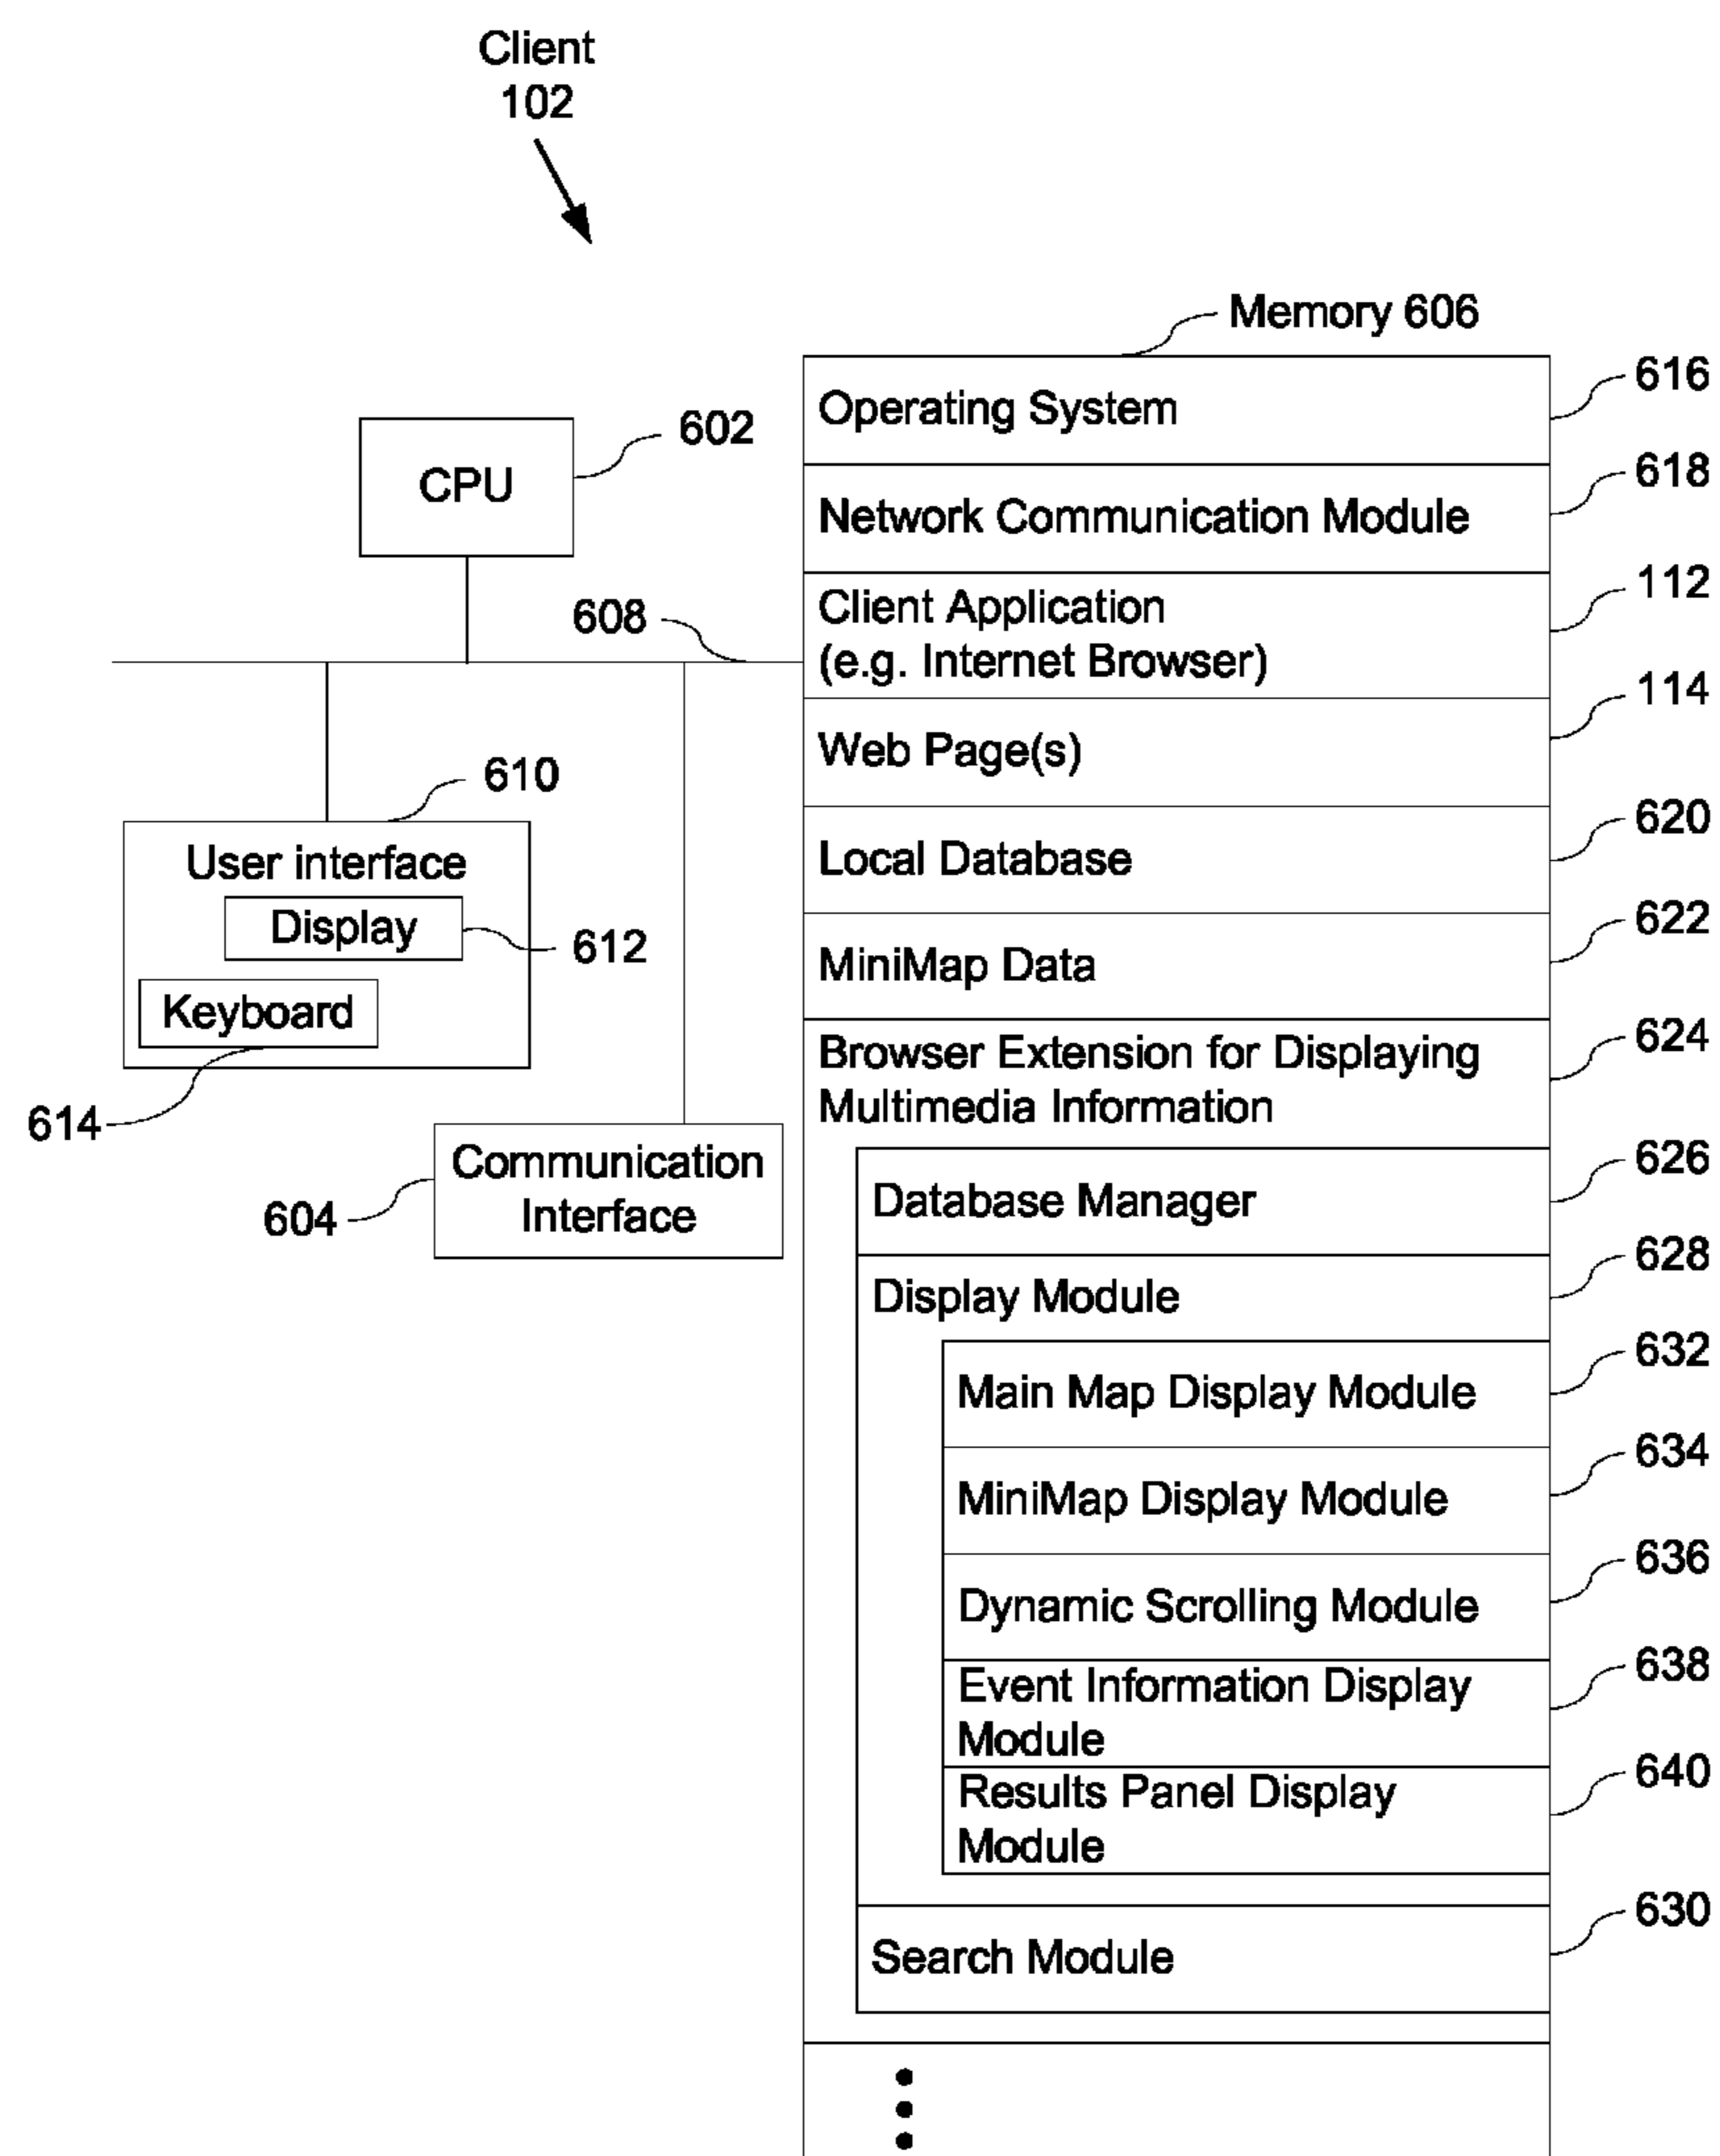 Client
102
Memory 606
616
Operating System
602
CPU
618
Network Communication Module
112
608
Client Application
(e.g. Internet Browser)
114
Web Page(s)
610
620
User interface
Local Database
Display
612
622
MiniMap Data
Keyboard
624
Browser Extension for Displaying
Multimedia Information
614
626
Communication
Interface
604
Database Manager
628
Display Module
632
Main Map Display Module
634
MiniMap Display Module
636
Dynamic Scrolling Module
638
Event Information Display
Module
640
Results Panel Display
Module
630
Search Module